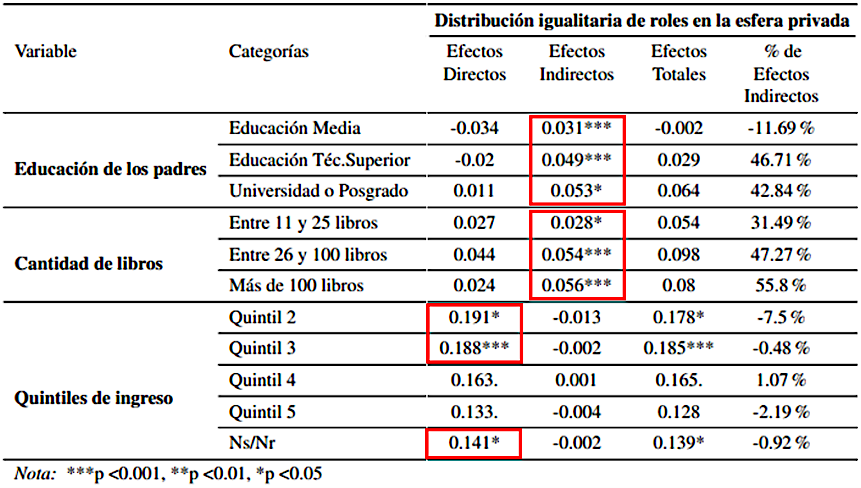 Distribución igualitaria de roles en la esfera privada
Variable Categorías Efectos Directos Efectos Indirectos Efectos Totales % de Efectos Indirectos
Educación de los padres
Educación Media -0.034 0.031*** -0.002 -11.69 %
Educación Téc.Superior -0.02 0.049*** 0.029 46.71 %
Universidad o Posgrado 0.011 0.053* 0.064 42.84 %
Cantidad de libros
Entre 11 y 25 libros 0.027 0.028* 0.054 31.49 %
Entre 26 y 100 libros 0.044 0.054*** 0.098 47.27 %
Más de 100 libros 0.024 0.056*** 0.08 55.8 %
Quintiles de ingreso
Quintil 2 0.191* -0.013 0.178* -7.5 %
Quintil 3 0.188*** -0.002 0.185*** -0.48 %
Quintil 4 0.163. 0.001 0.165. 1.07 %
Quintil 5 0.133. -0.004 0.128 -2.19 %
Ns/Nr 0.141* -0.002 0.139* -0.92 %
Nota: ***p <0.001, **p <0.01, *p <0.05